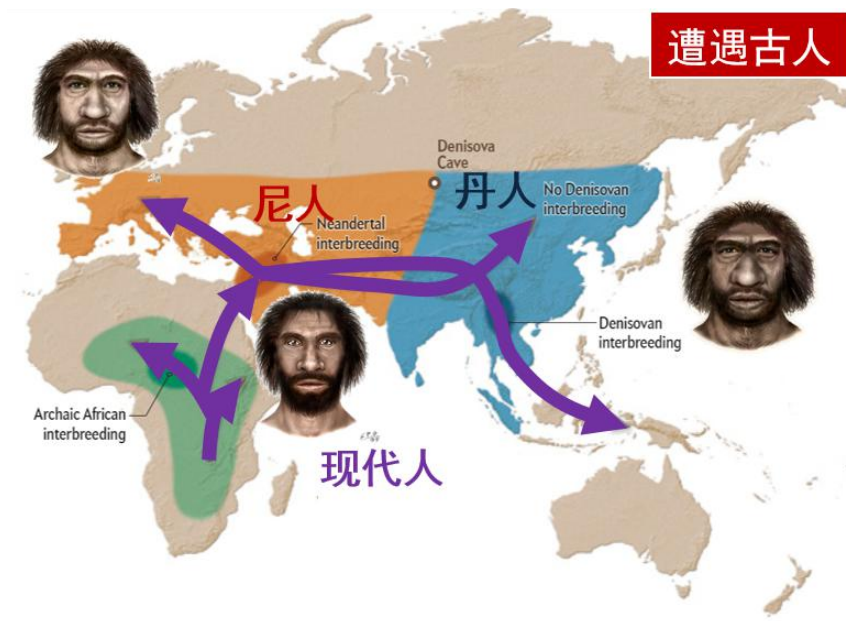 遭遇古人
Denisova
Cave
尼人
丹人
No Denisovan
interbreeding
Neandertal
interbreeding
Denisovan
interbreeding
Archaic African
interbreeding
现代人